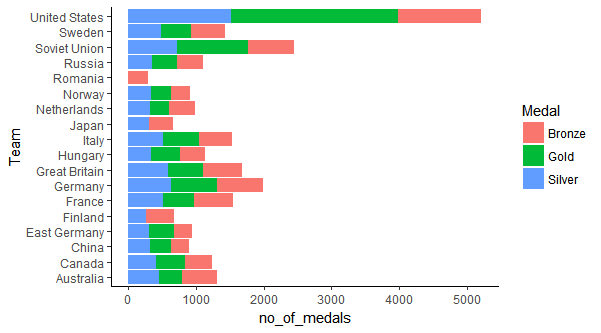 United States
Sweden
Soviet Union
Russia
Romania
Norway
Netherlands
Japan
Italy
Hungary
Great Britain
Germany
France
Finland
East Germany
China
Canada
Australia
Team
0 1000 2000 3000 4000 5000
no_of_medals
Medal
Bronze
Gold
Silver